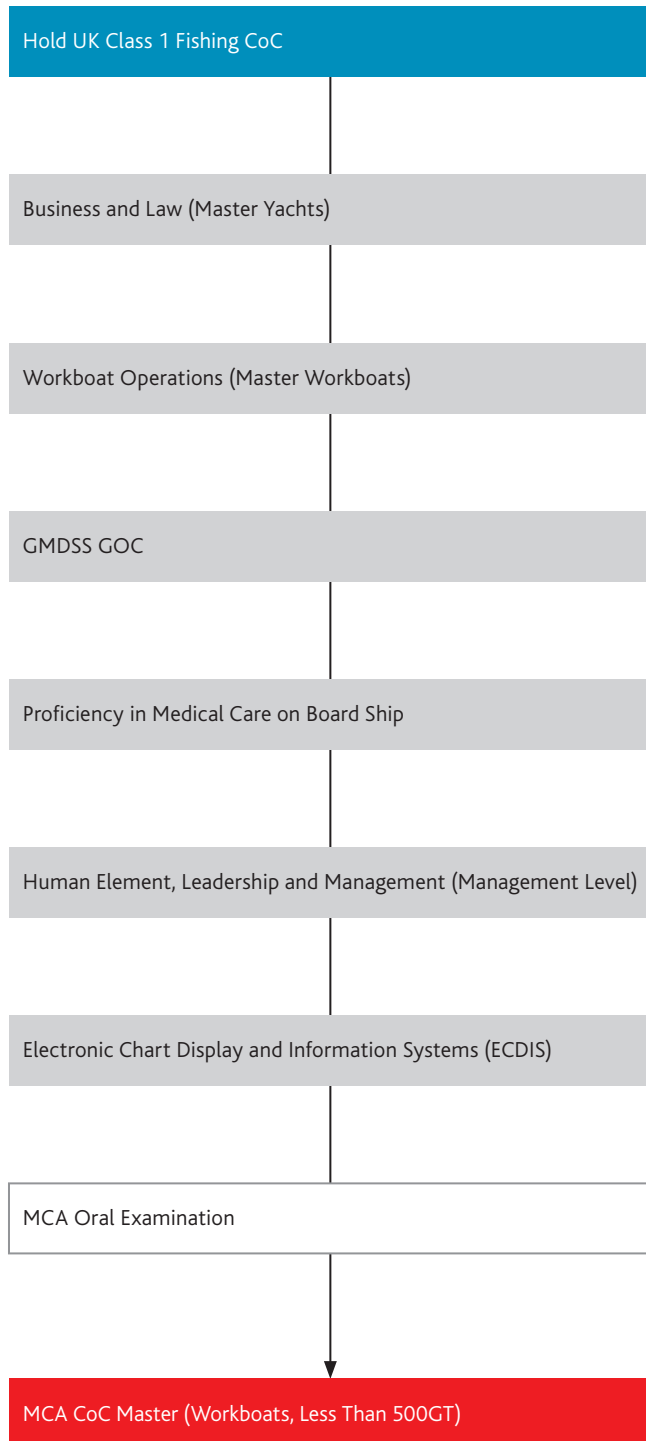 Hold UK Class 1 Fishing CoC
Business and Law (Master Yachts)
Workboat Operations (Master Workboats)
GMDSS GOC
Proficiency in Medical Care on Board Ship
Human Element, Leadership and Management (Management Level)
Electronic Chart Display and Information Systems (ECDIS)
MCA Oral Examination
MCA CoC Master (Workboats, Less Than 500GT)